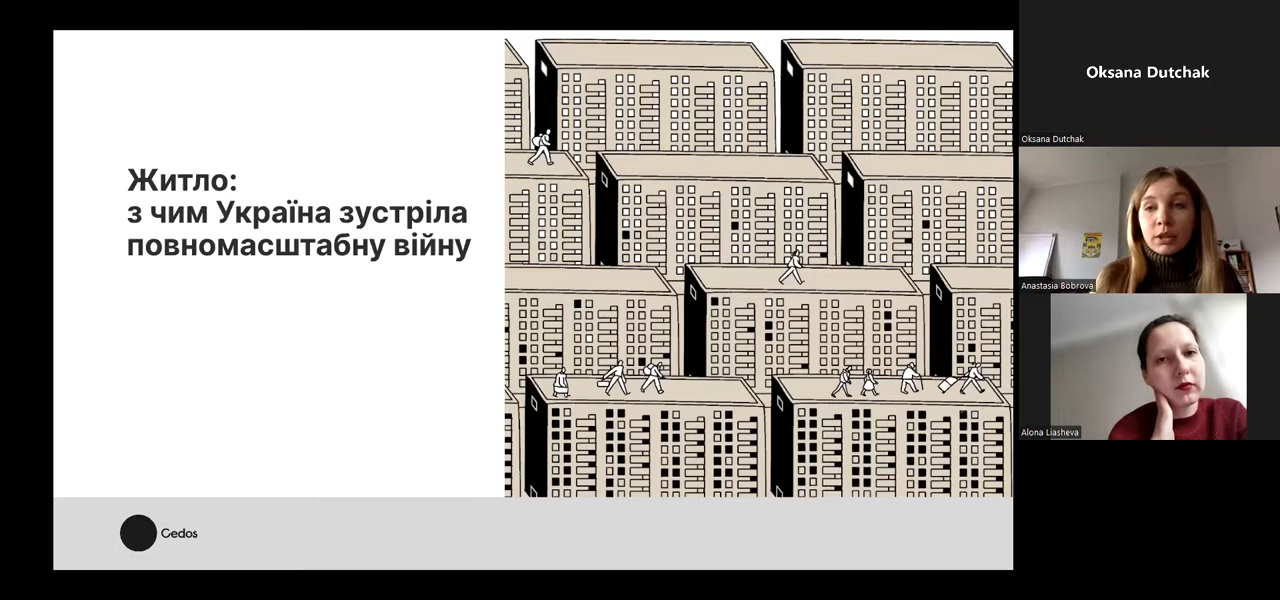 Житло:
з чим Україна зустріла
повномасштабну війну
Cedos
Oksana Dutchak
Oksana Dutchak
Anastasia Bobrova
Alona Liasheva